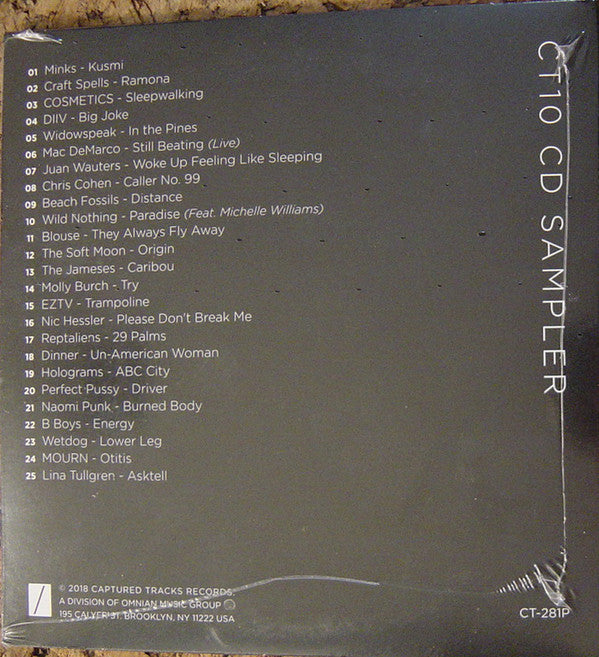 01 Minks - Kusmi
02 Craft Spells - Ramona
03 COSMETICS - Sleepwalking
04 DIIV - Big Joke
05 Widowspeak - In the Pines
06 Mac DeMarco - Still Beating (Live)
07 Juan Wauters - Woke Up Feeling Like Sleeping
08 Chris Cohen - Caller No. 99
09 Beach Fossils - Distance
10 Wild Nothing - Paradise (Feat. Michelle Williams)
11 Blouse - They Always Fly Away
12 The Soft Moon - Origin
13 The Jameses - Caribou
14 Molly Burch - Try
15 EZTV - Trampoline
16 Nic Hessler - Please Don't Break Me
17 Reptaliens - 29 Palms
18 Dinner - Un-American Woman
19 Holograms - ABC City
20 Perfect Pussy - Driver
21 Naomi Punk - Burned Body
22 B Boys - Energy
23 Wetdog - Lower Leg
24 MOURN - Otitis
25 Lina Tullgren - Asktell
CT10 CD SAMPLER
© 2018 CAPTURED TRACKS RECORDS,
A DIVISION OF OMNIAN MUSIC GROUP
195 CALYER ST. BROOKLYN, NY 11222 USA
CT-281P